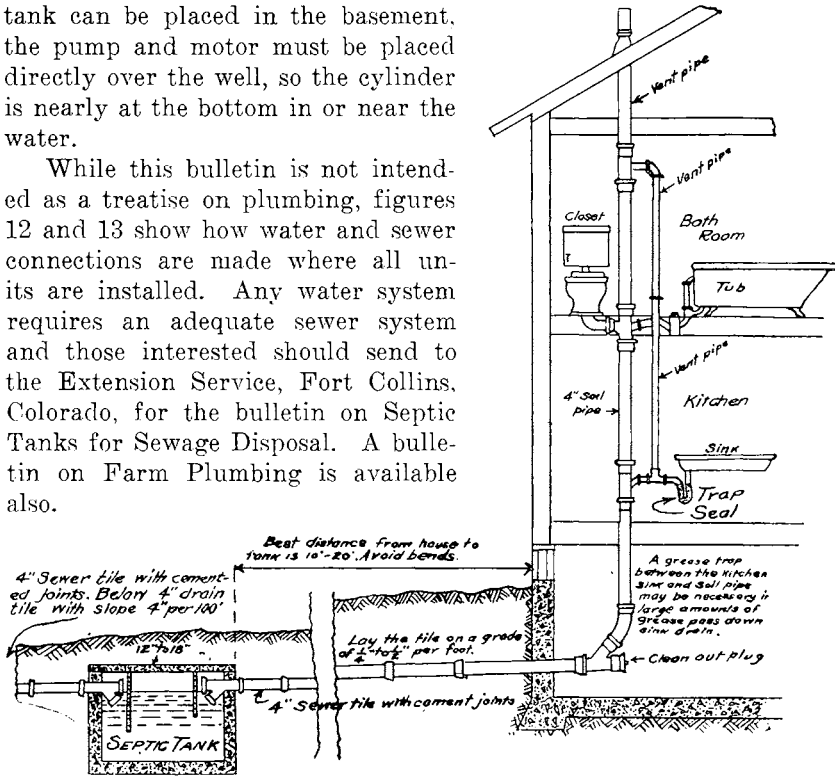 tank can be placed in the basement,
the pump and motor must be placed
directly over the well, so the cylinder
is nearly at the bottom in or near the
water.
While this bulletin is not intend-
ed as a treatise on plumbing, figures
12 and 13 show how water and sewer
connections are made where all un-
its are installed. Any water system
requires an adequate sewer system
and those interested should send to
the Extension Service, Fort Collins,
Colorado, for the bulletin on Septic
Tanks for Sewage Disposal. A bulle-
tin on Farm Plumbing is available
also.
Vent pipe
Vent pipe
Closet
Bath
Room
Tub
Vent pipe
4" Soil
pipe
Kitchen
Sink
Trap
Seal
Best distance from house to
tank is 10'-20'. Avoid bends.
4" Sewer tile with cement-
ed joints. Below 4" drain
tile with slope 4" per 100'
A grease trap
between the kitchen
sink and soil pipe
may be necessary if
large amounts of
grease pass down
sink drain.
12" to 18"
Lay the tile on a grade
of 1/4" to 1/2" per foot.
Clean out plug
4" Sewer tile with cement joints
SEPTIC TANK